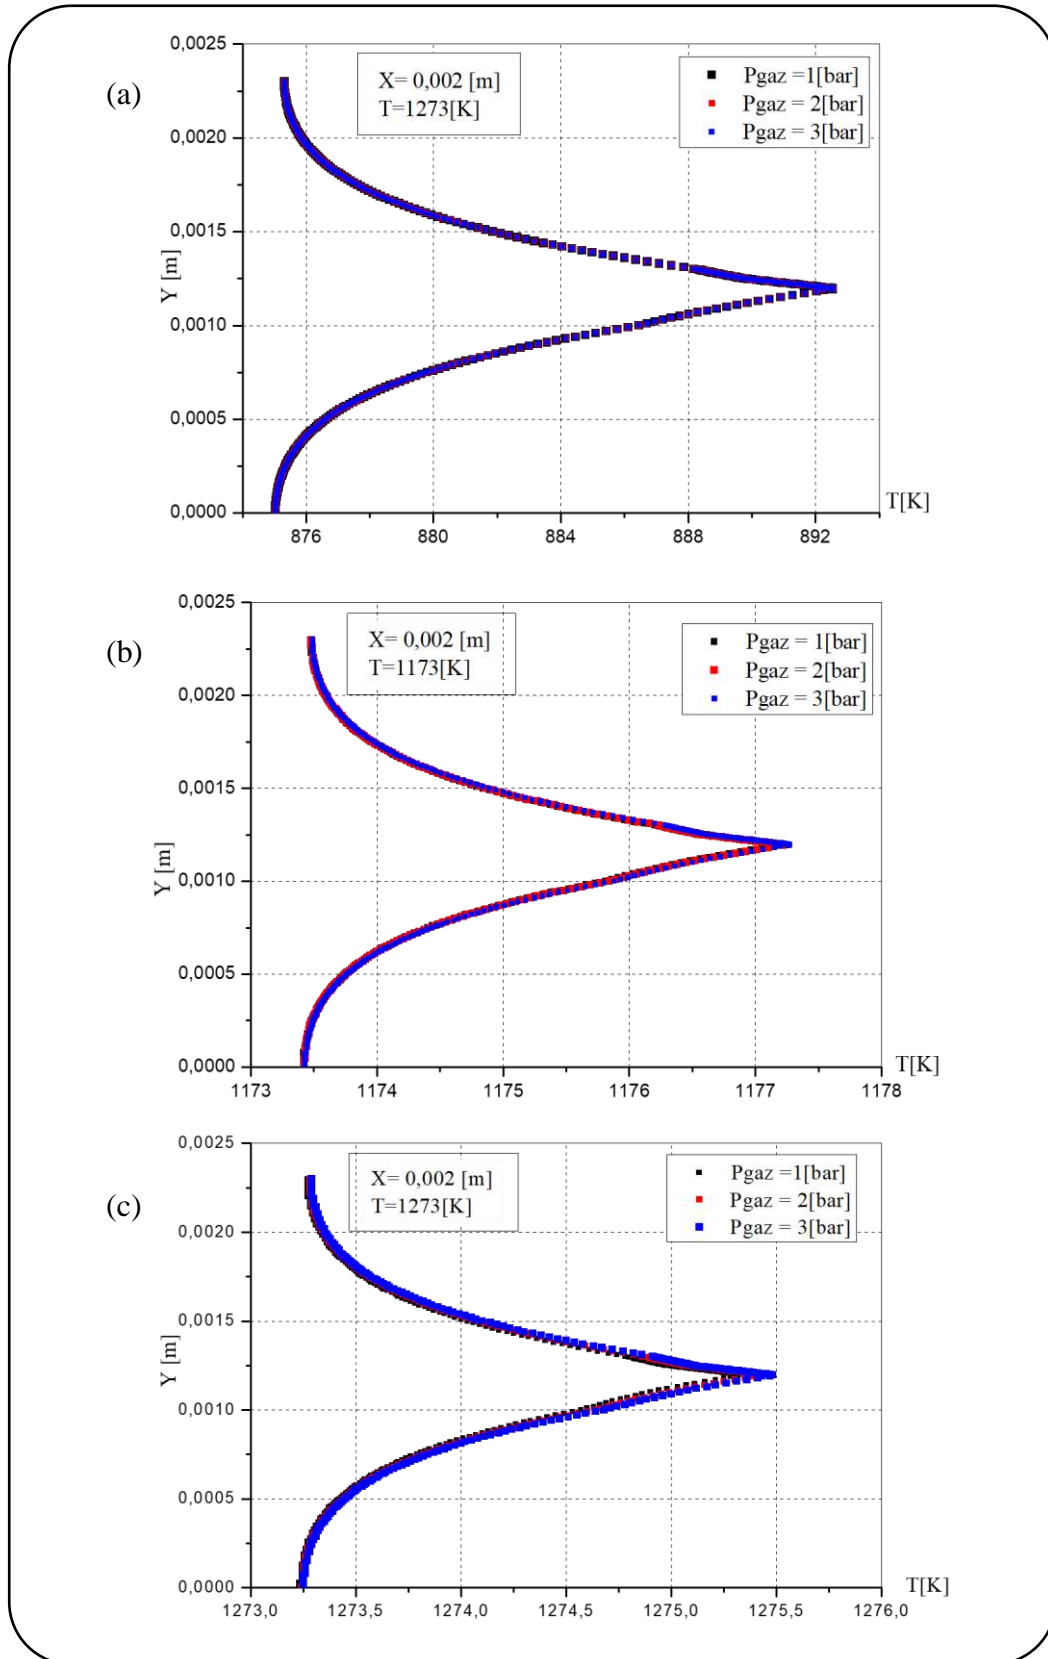 (a)
0,0025
0,0020
0,0015
0,0010
0,0005
0,0000
Y [m]
X= 0,002 [m]
T=1273[K]
Pgaz =1[bar]
Pgaz = 2[bar]
Pgaz = 3[bar]
T[K]
876 880 884 888 892
(b)
0,0025
0,0020
0,0015
0,0010
0,0005
0,0000
Y [m]
X= 0,002 [m]
T=1173[K]
Pgaz = 1[bar]
Pgaz = 2[bar]
Pgaz = 3[bar]
T[K]
1173 1174 1175 1176 1177 1178
(c)
0,0025
0,0020
0,0015
0,0010
0,0005
0,0000
Y [m]
X= 0,002 [m]
T=1273[K]
Pgaz =1[bar]
Pgaz = 2[bar]
Pgaz = 3[bar]
T[K]
1273,0 1273,5 1274,0 1274,5 1275,0 1275,5 1276,0